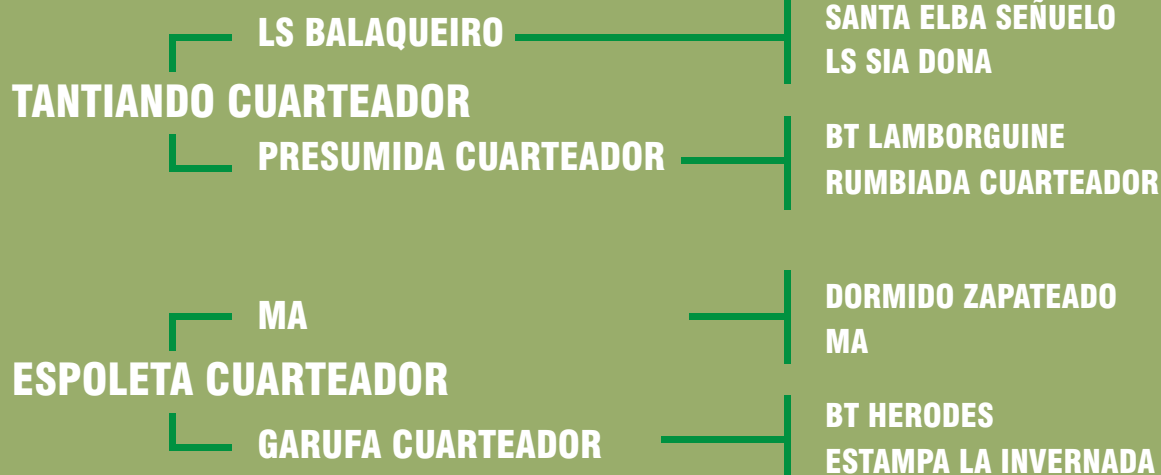 SANTA ELBA SEÑUELO
LS BALAQUEIRO
LS SIA DONA
TANTIANDO CUARTEADOR
BT LAMBORGUINE
PRESUMIDA CUARTEADOR
RUMBIADA CUARTEADOR
DORMIDO ZAPATEADO
MA
MA
ESPOLETA CUARTEADOR
BT HERODES
GARUFA CUARTEADOR
ESTAMPA LA INVERNADA